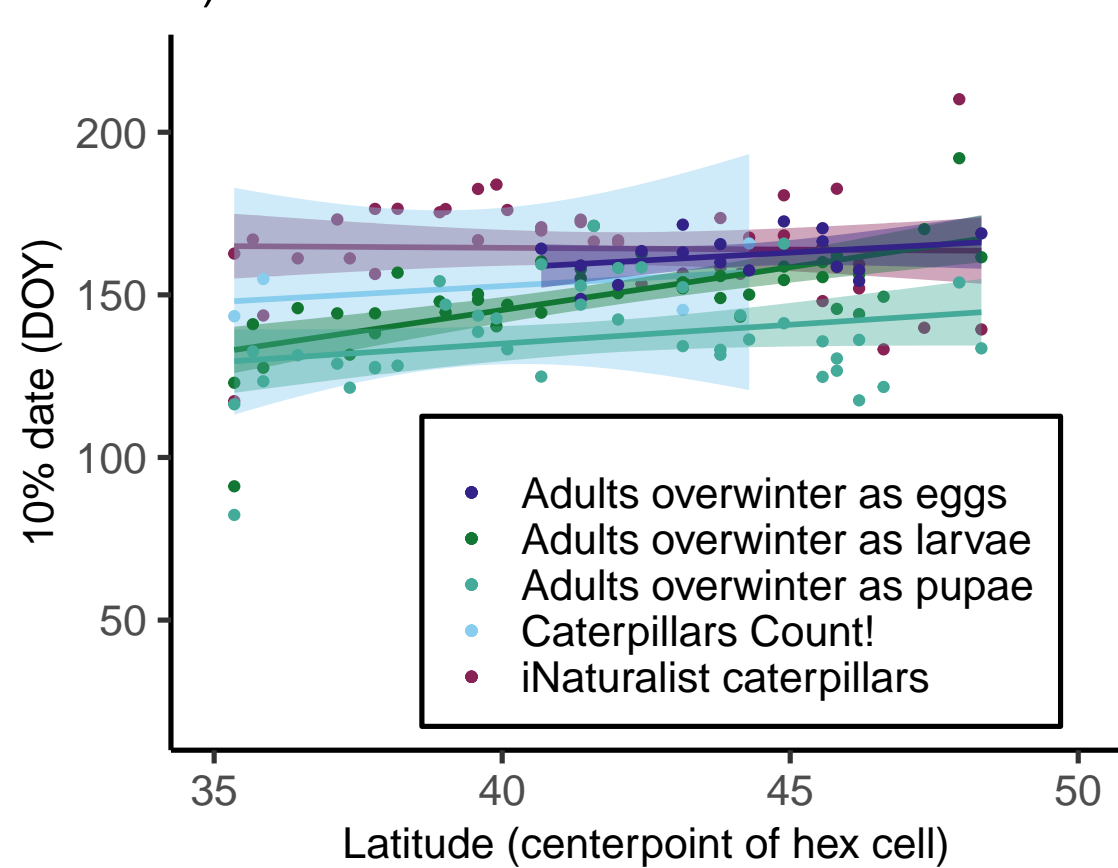 )
200
150
100
50
10% date (DOY)
Adults overwinter as eggs
Adults overwinter as larvae
Adults overwinter as pupae
Caterpillars Count!
iNaturalist caterpillars
35
40
45
50
Latitude (centerpoint of hex cell)